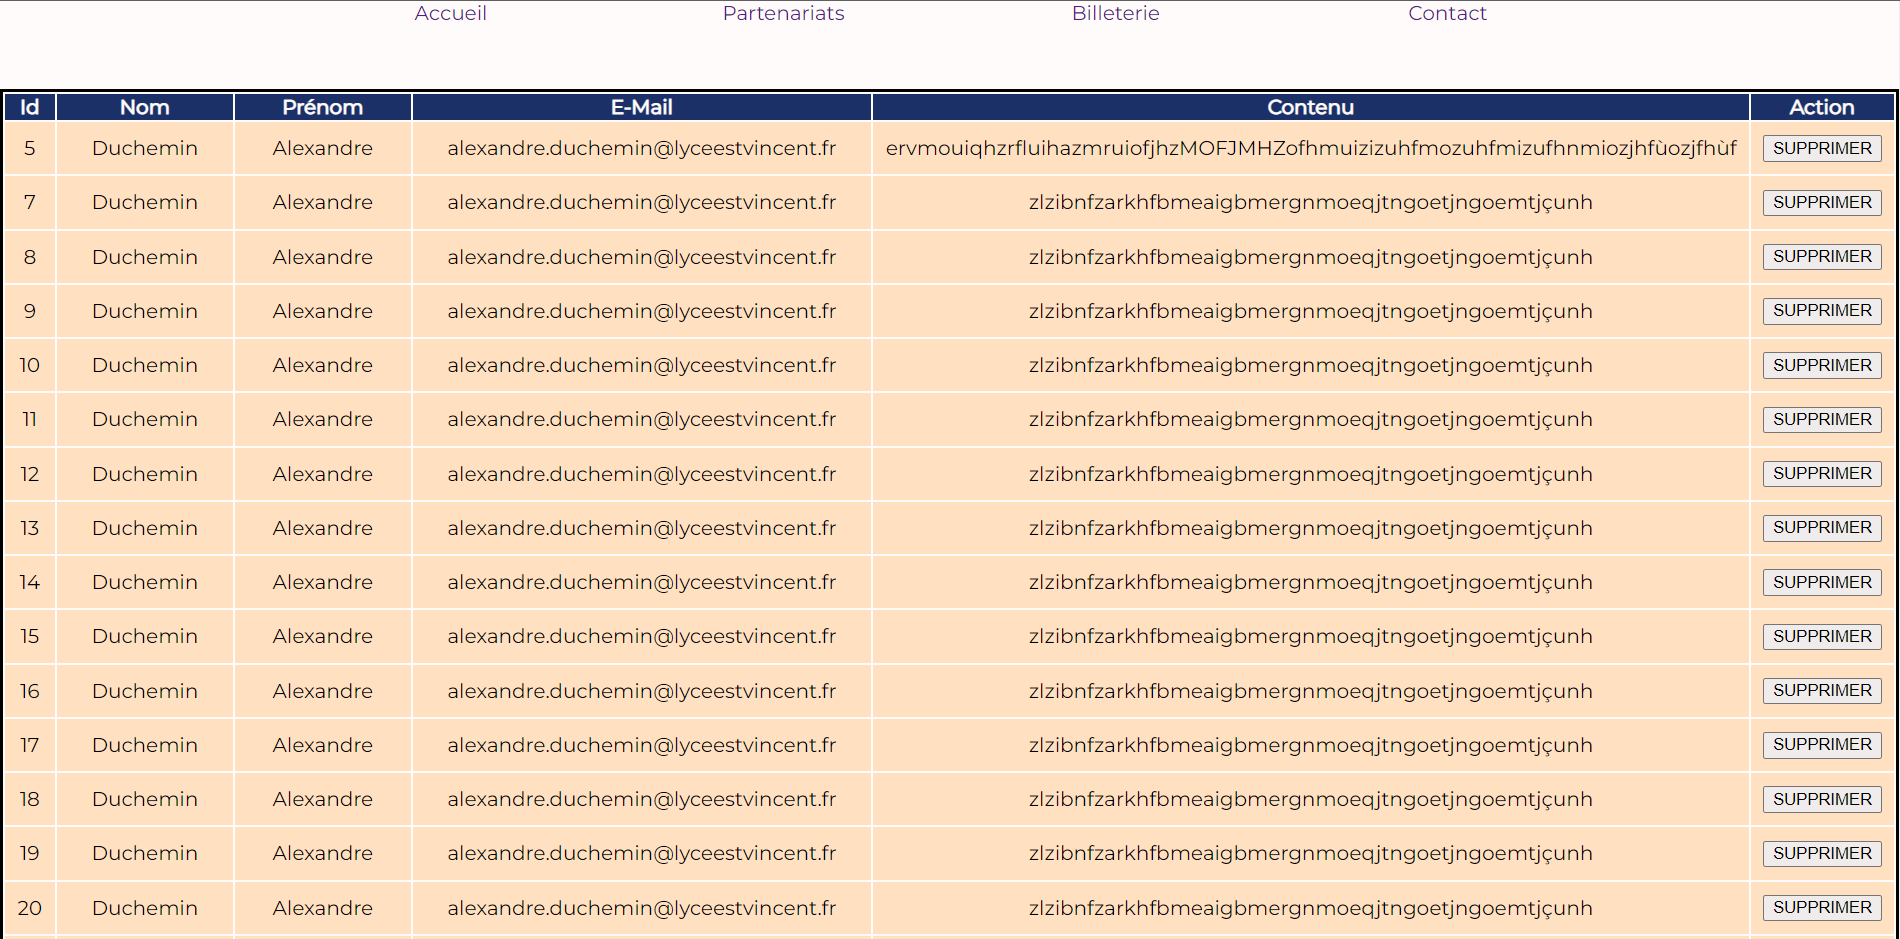 Accueil Partenariats Billeterie Contact
Id Nom Prénom E-Mail Contenu Action
5 Duchemin Alexandre alexandre.duchemin@lyceestvincent.fr ervmouiqhzrfluihazmruiofjhzMOFJMHZofhmuizizuhfmozuhfmizufhnmiozjhfùozjfhùf SUPPRIMER
7 Duchemin Alexandre alexandre.duchemin@lyceestvincent.fr zlzibnfzarkhfbmeaigbmergnmoeqjtngoetjngoemtjçunh SUPPRIMER
8 Duchemin Alexandre alexandre.duchemin@lyceestvincent.fr zlzibnfzarkhfbmeaigbmergnmoeqjtngoetjngoemtjçunh SUPPRIMER
9 Duchemin Alexandre alexandre.duchemin@lyceestvincent.fr zlzibnfzarkhfbmeaigbmergnmoeqjtngoetjngoemtjçunh SUPPRIMER
10 Duchemin Alexandre alexandre.duchemin@lyceestvincent.fr zlzibnfzarkhfbmeaigbmergnmoeqjtngoetjngoemtjçunh SUPPRIMER
11 Duchemin Alexandre alexandre.duchemin@lyceestvincent.fr zlzibnfzarkhfbmeaigbmergnmoeqjtngoetjngoemtjçunh SUPPRIMER
12 Duchemin Alexandre alexandre.duchemin@lyceestvincent.fr zlzibnfzarkhfbmeaigbmergnmoeqjtngoetjngoemtjçunh SUPPRIMER
13 Duchemin Alexandre alexandre.duchemin@lyceestvincent.fr zlzibnfzarkhfbmeaigbmergnmoeqjtngoetjngoemtjçunh SUPPRIMER
14 Duchemin Alexandre alexandre.duchemin@lyceestvincent.fr zlzibnfzarkhfbmeaigbmergnmoeqjtngoetjngoemtjçunh SUPPRIMER
15 Duchemin Alexandre alexandre.duchemin@lyceestvincent.fr zlzibnfzarkhfbmeaigbmergnmoeqjtngoetjngoemtjçunh SUPPRIMER
16 Duchemin Alexandre alexandre.duchemin@lyceestvincent.fr zlzibnfzarkhfbmeaigbmergnmoeqjtngoetjngoemtjçunh SUPPRIMER
17 Duchemin Alexandre alexandre.duchemin@lyceestvincent.fr zlzibnfzarkhfbmeaigbmergnmoeqjtngoetjngoemtjçunh SUPPRIMER
18 Duchemin Alexandre alexandre.duchemin@lyceestvincent.fr zlzibnfzarkhfbmeaigbmergnmoeqjtngoetjngoemtjçunh SUPPRIMER
19 Duchemin Alexandre alexandre.duchemin@lyceestvincent.fr zlzibnfzarkhfbmeaigbmergnmoeqjtngoetjngoemtjçunh SUPPRIMER
20 Duchemin Alexandre alexandre.duchemin@lyceestvincent.fr zlzibnfzarkhfbmeaigbmergnmoeqjtngoetjngoemtjçunh SUPPRIMER